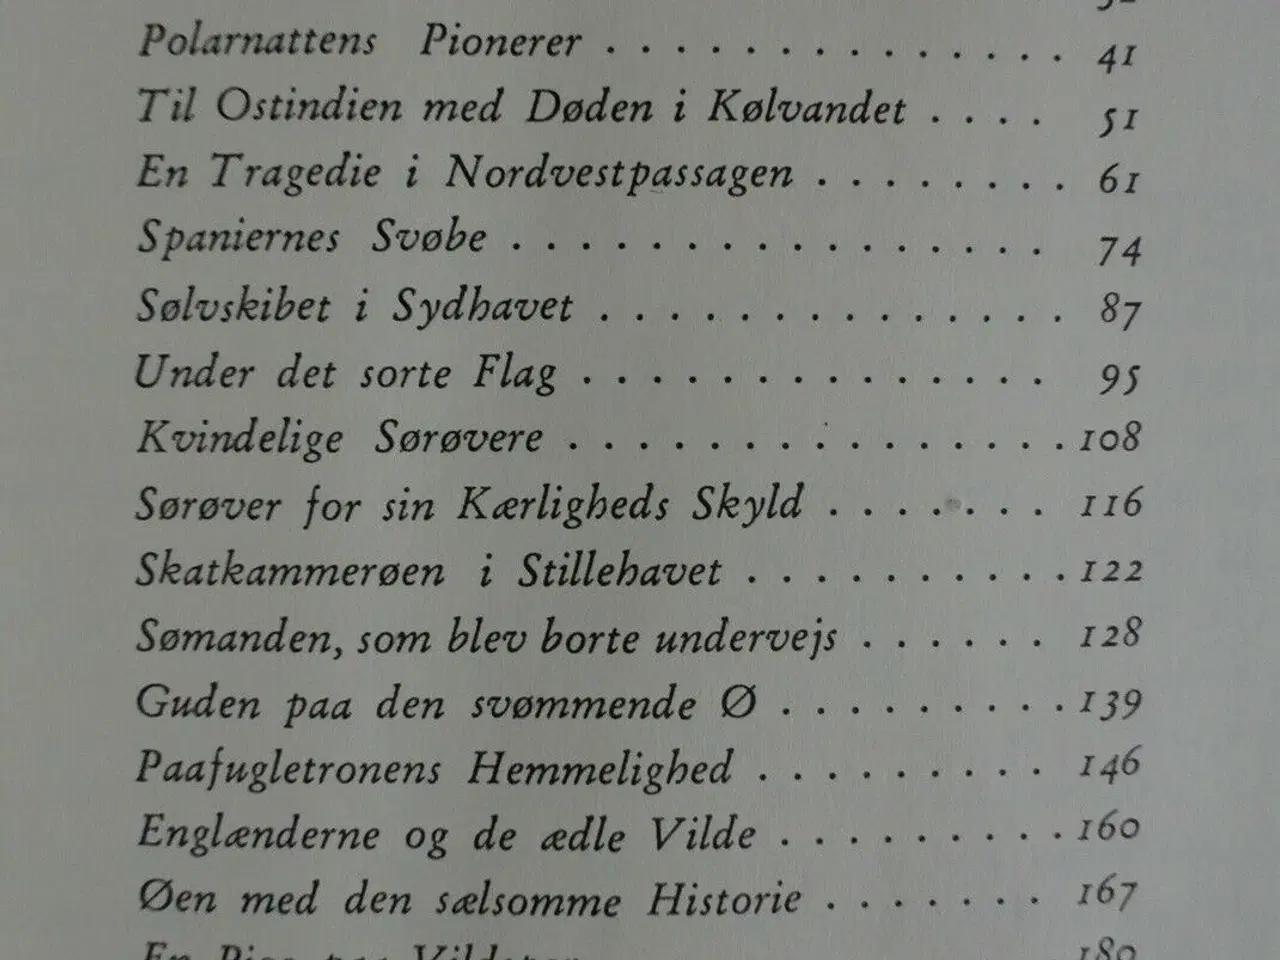 Polarnattens Pionerer . . . . . . . . . . . . . . . 41
Til Ostindien med Døden i Kølvandet . . . . 51
En Tragedie i Nordvestpassagen . . . . . . . . 61
Spaniernes Svøbe . . . . . . . . . . . . . . . . 74
Sølvskibet i Sydhavet . . . . . . . . . . . . . . 87
Under det sorte Flag . . . . . . . . . . . . . . 95
Kvindelige Sørøvere . . . . . . . . . . . . . . . 108
Sørøver for sin Kærligheds Skyld . . . . . . . 116
Skatkammerøen i Stillehavet . . . . . . . . . . . 122
Sømanden, som blev borte undervejs . . . . . . 128
Guden paa den svømmende Ø . . . . . . . . . . 139
Paafugletronens Hemmelighed . . . . . . . . . . 146
Englænderne og de ædle Vilde . . . . . . . . . . 160
Øen med den sælsomme Historie . . . . . . . 167
En paa 180